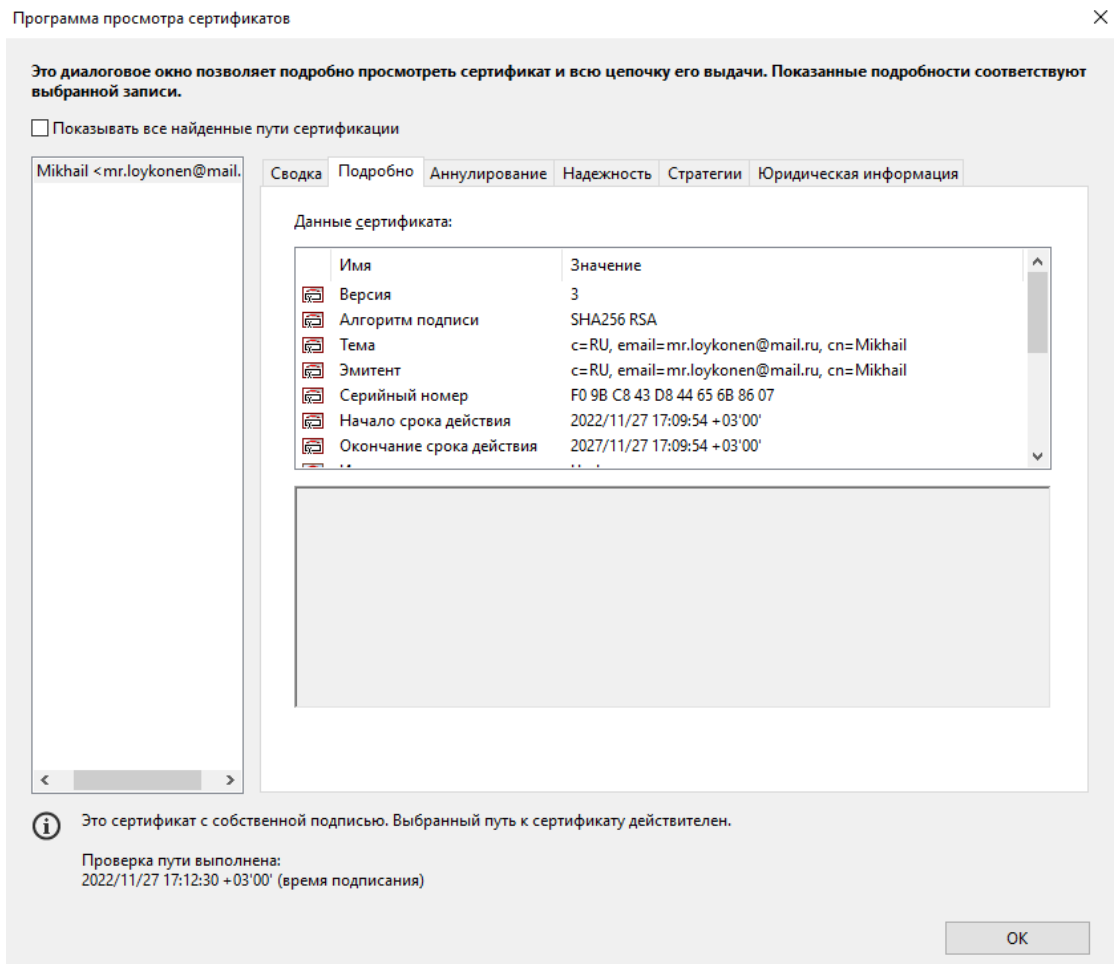 Программа просмотра сертификатов
Это диалоговое окно позволяет подробно просмотреть сертификат и всю цепочку его выдачи. Показанные подробности соответствуют
выбранной записи.
Показывать все найденные пути сертификации
Mikhail <mr.loykonen@mail.
Сводка Подробно Аннулирование Надежность Стратегии Юридическая информация
Данные сертификата:
Имя Значение
Версия 3
Алгоритм подписи SHA256 RSA
Тема c=RU, email=mr.loykonen@mail.ru, cn=Mikhail
Эмитент c=RU, email=mr.loykonen@mail.ru, cn=Mikhail
Серийный номер F0 9B C8 43 D8 44 65 6B 86 07
Начало срока действия 2022/11/27 17:09:54 +03'00'
Окончание срока действия 2027/11/27 17:09:54 +03'00'
Это сертификат с собственной подписью. Выбранный путь к сертификату действителен.
Проверка пути выполнена:
2022/11/27 17:12:30 +03'00' (время подписания)
OK